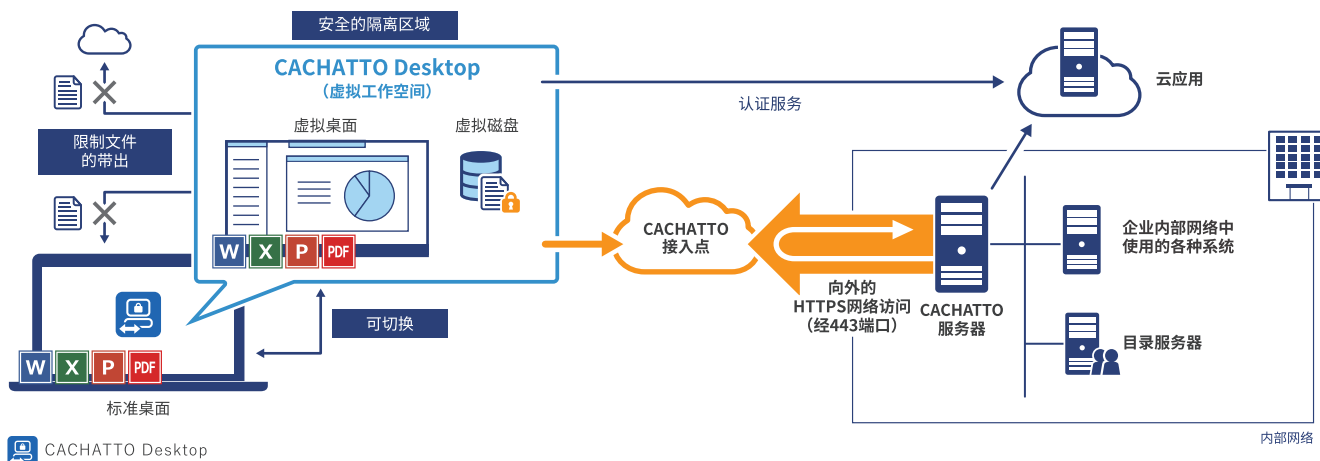 安全的隔离区域
CACHATTO Desktop
（虚拟工作空间）
虚拟桌面
虚拟磁盘
限制文件
的带出
W X P PDF
可切换
W X P PDF
标准桌面
CACHATTO Desktop
认证服务
云应用
CACHATTO
接入点
向外的
HTTPS网络访问
（经443端口）
CACHATTO
服务器
企业内部网络中
使用的各种系统
目录服务器
内部网络